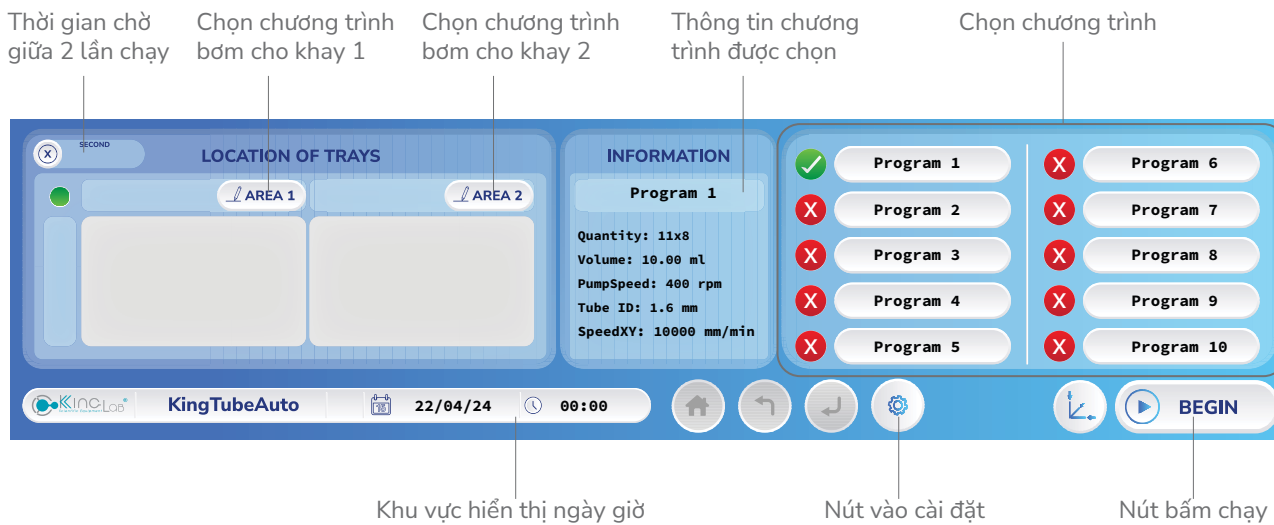 Thời gian chờ
giữa 2 lần chạy
Chọn chương trình
bơm cho khay 1
Chọn chương trình
bơm cho khay 2
Thông tin chương
trình được chọn
Chọn chương trình
X
SECOND
LOCATION OF TRAYS
AREA 1
AREA 2
INFORMATION
Program 1
Quantity: 11x8
Volume: 10.00 ml
PumpSpeed: 400 rpm
Tube ID: 1.6 mm
SpeedXY: 10000 mm/min
Program 1
X Program 2
X Program 3
X Program 4
X Program 5
X Program 6
X Program 7
X Program 8
X Program 9
X Program 10
KingLab®
KingTubeAuto
22/04/24
00:00
BEGIN
Khu vực hiển thị ngày giờ
Nút vào cài đặt
Nút bấm chạy